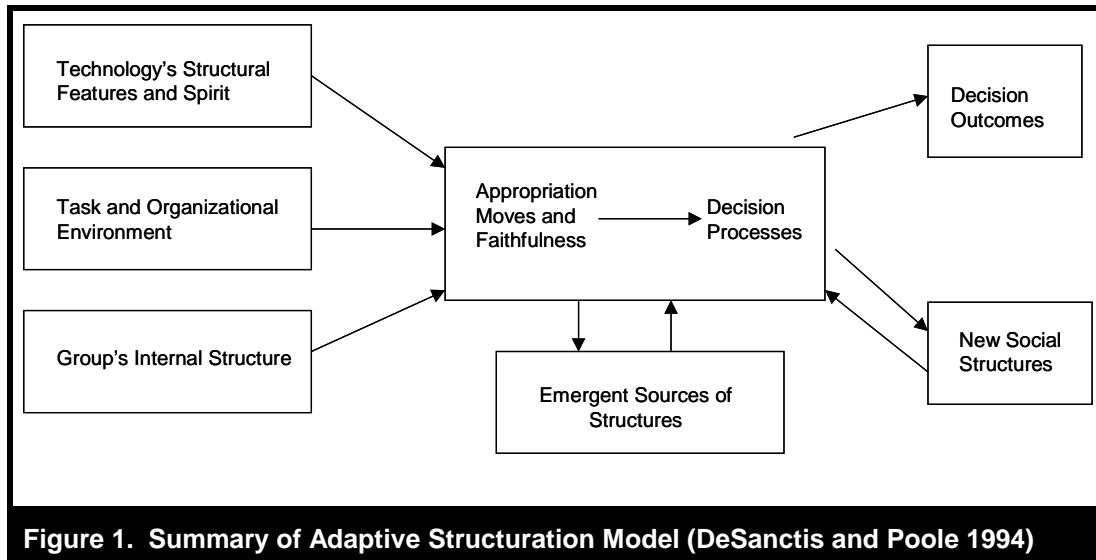 Technology's Structural
Features and Spirit
Task and Organizational
Environment
Group's Internal Structure
Appropriation
Moves and
Faithfulness
Decision
Processes
Emergent Sources of
Structures
Decision
Outcomes
New Social
Structures
Figure 1. Summary of Adaptive Structuration Model (DeSanctis and Poole 1994)